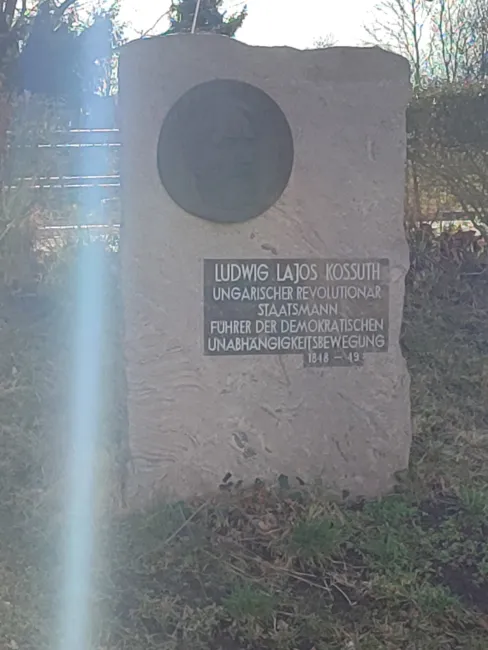 LUDWIG LAJOS KOSSUTH
UNGARISCHER REVOLUTIONÄR
STAATSMANN
FÜHRER DER DEMOKRATISCHEN
UNABHÄNGIGKEITSBEWEGUNG
1848 – 49